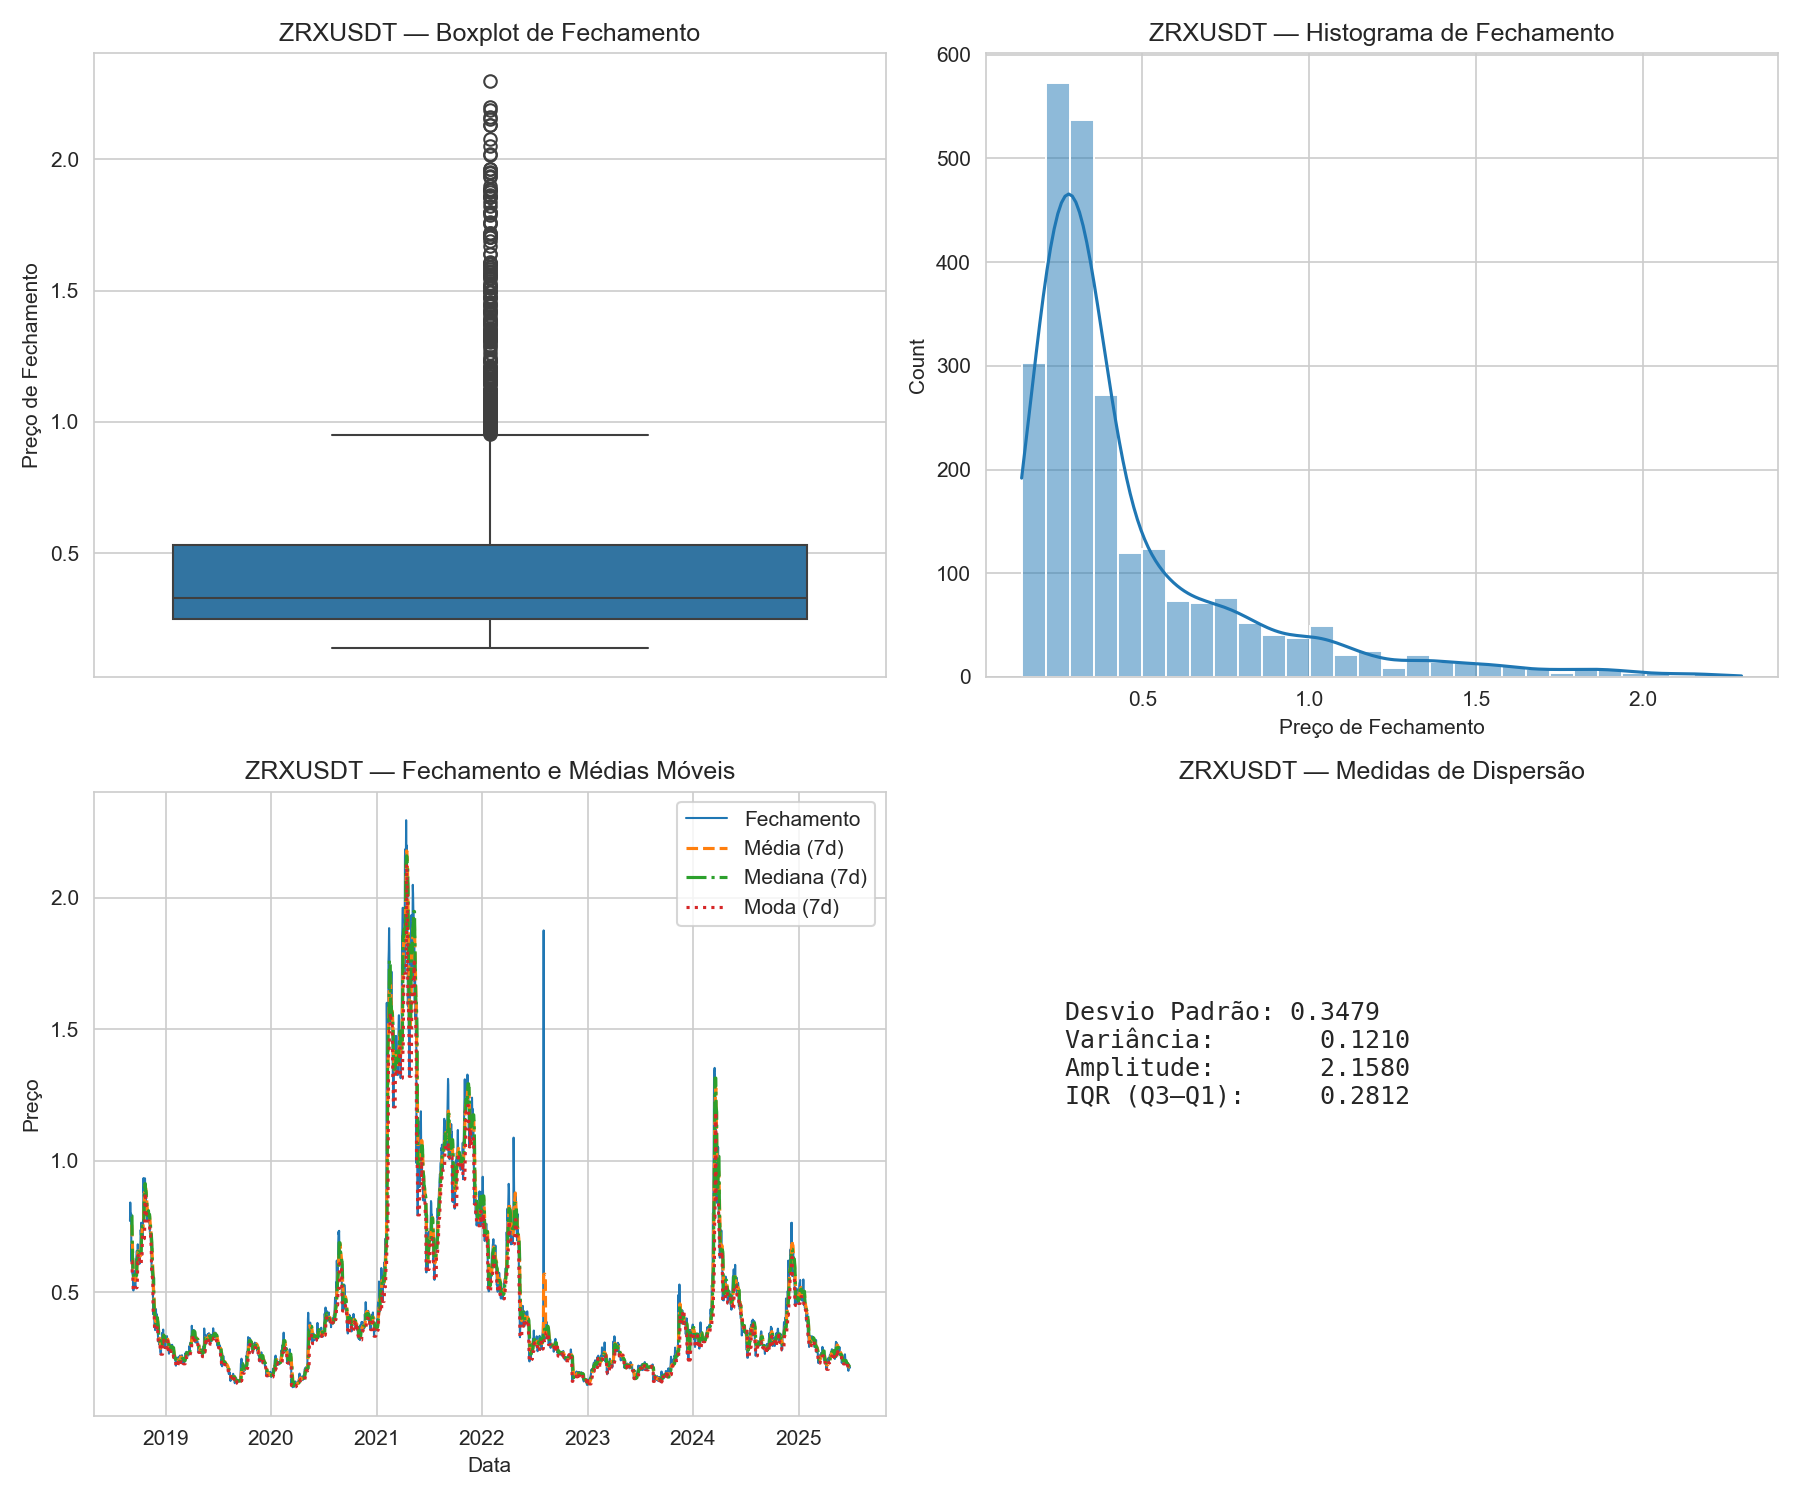 ZRXUSDT — Boxplot de Fechamento
Preço de Fechamento
2.0
1.5
1.0
0.5
ZRXUSDT — Histograma de Fechamento
Count
600
500
400
300
200
100
0
0.5 1.0 1.5 2.0
Preço de Fechamento
ZRXUSDT — Fechamento e Médias Móveis
Fechamento
Média (7d)
Mediana (7d)
Moda (7d)
Preço
2.0
1.5
1.0
0.5
2019 2020 2021 2022 2023 2024 2025
Data
ZRXUSDT — Medidas de Dispersão
Desvio Padrão: 0.3479
Variância: 0.1210
Amplitude: 2.1580
IQR (Q3–Q1): 0.2812